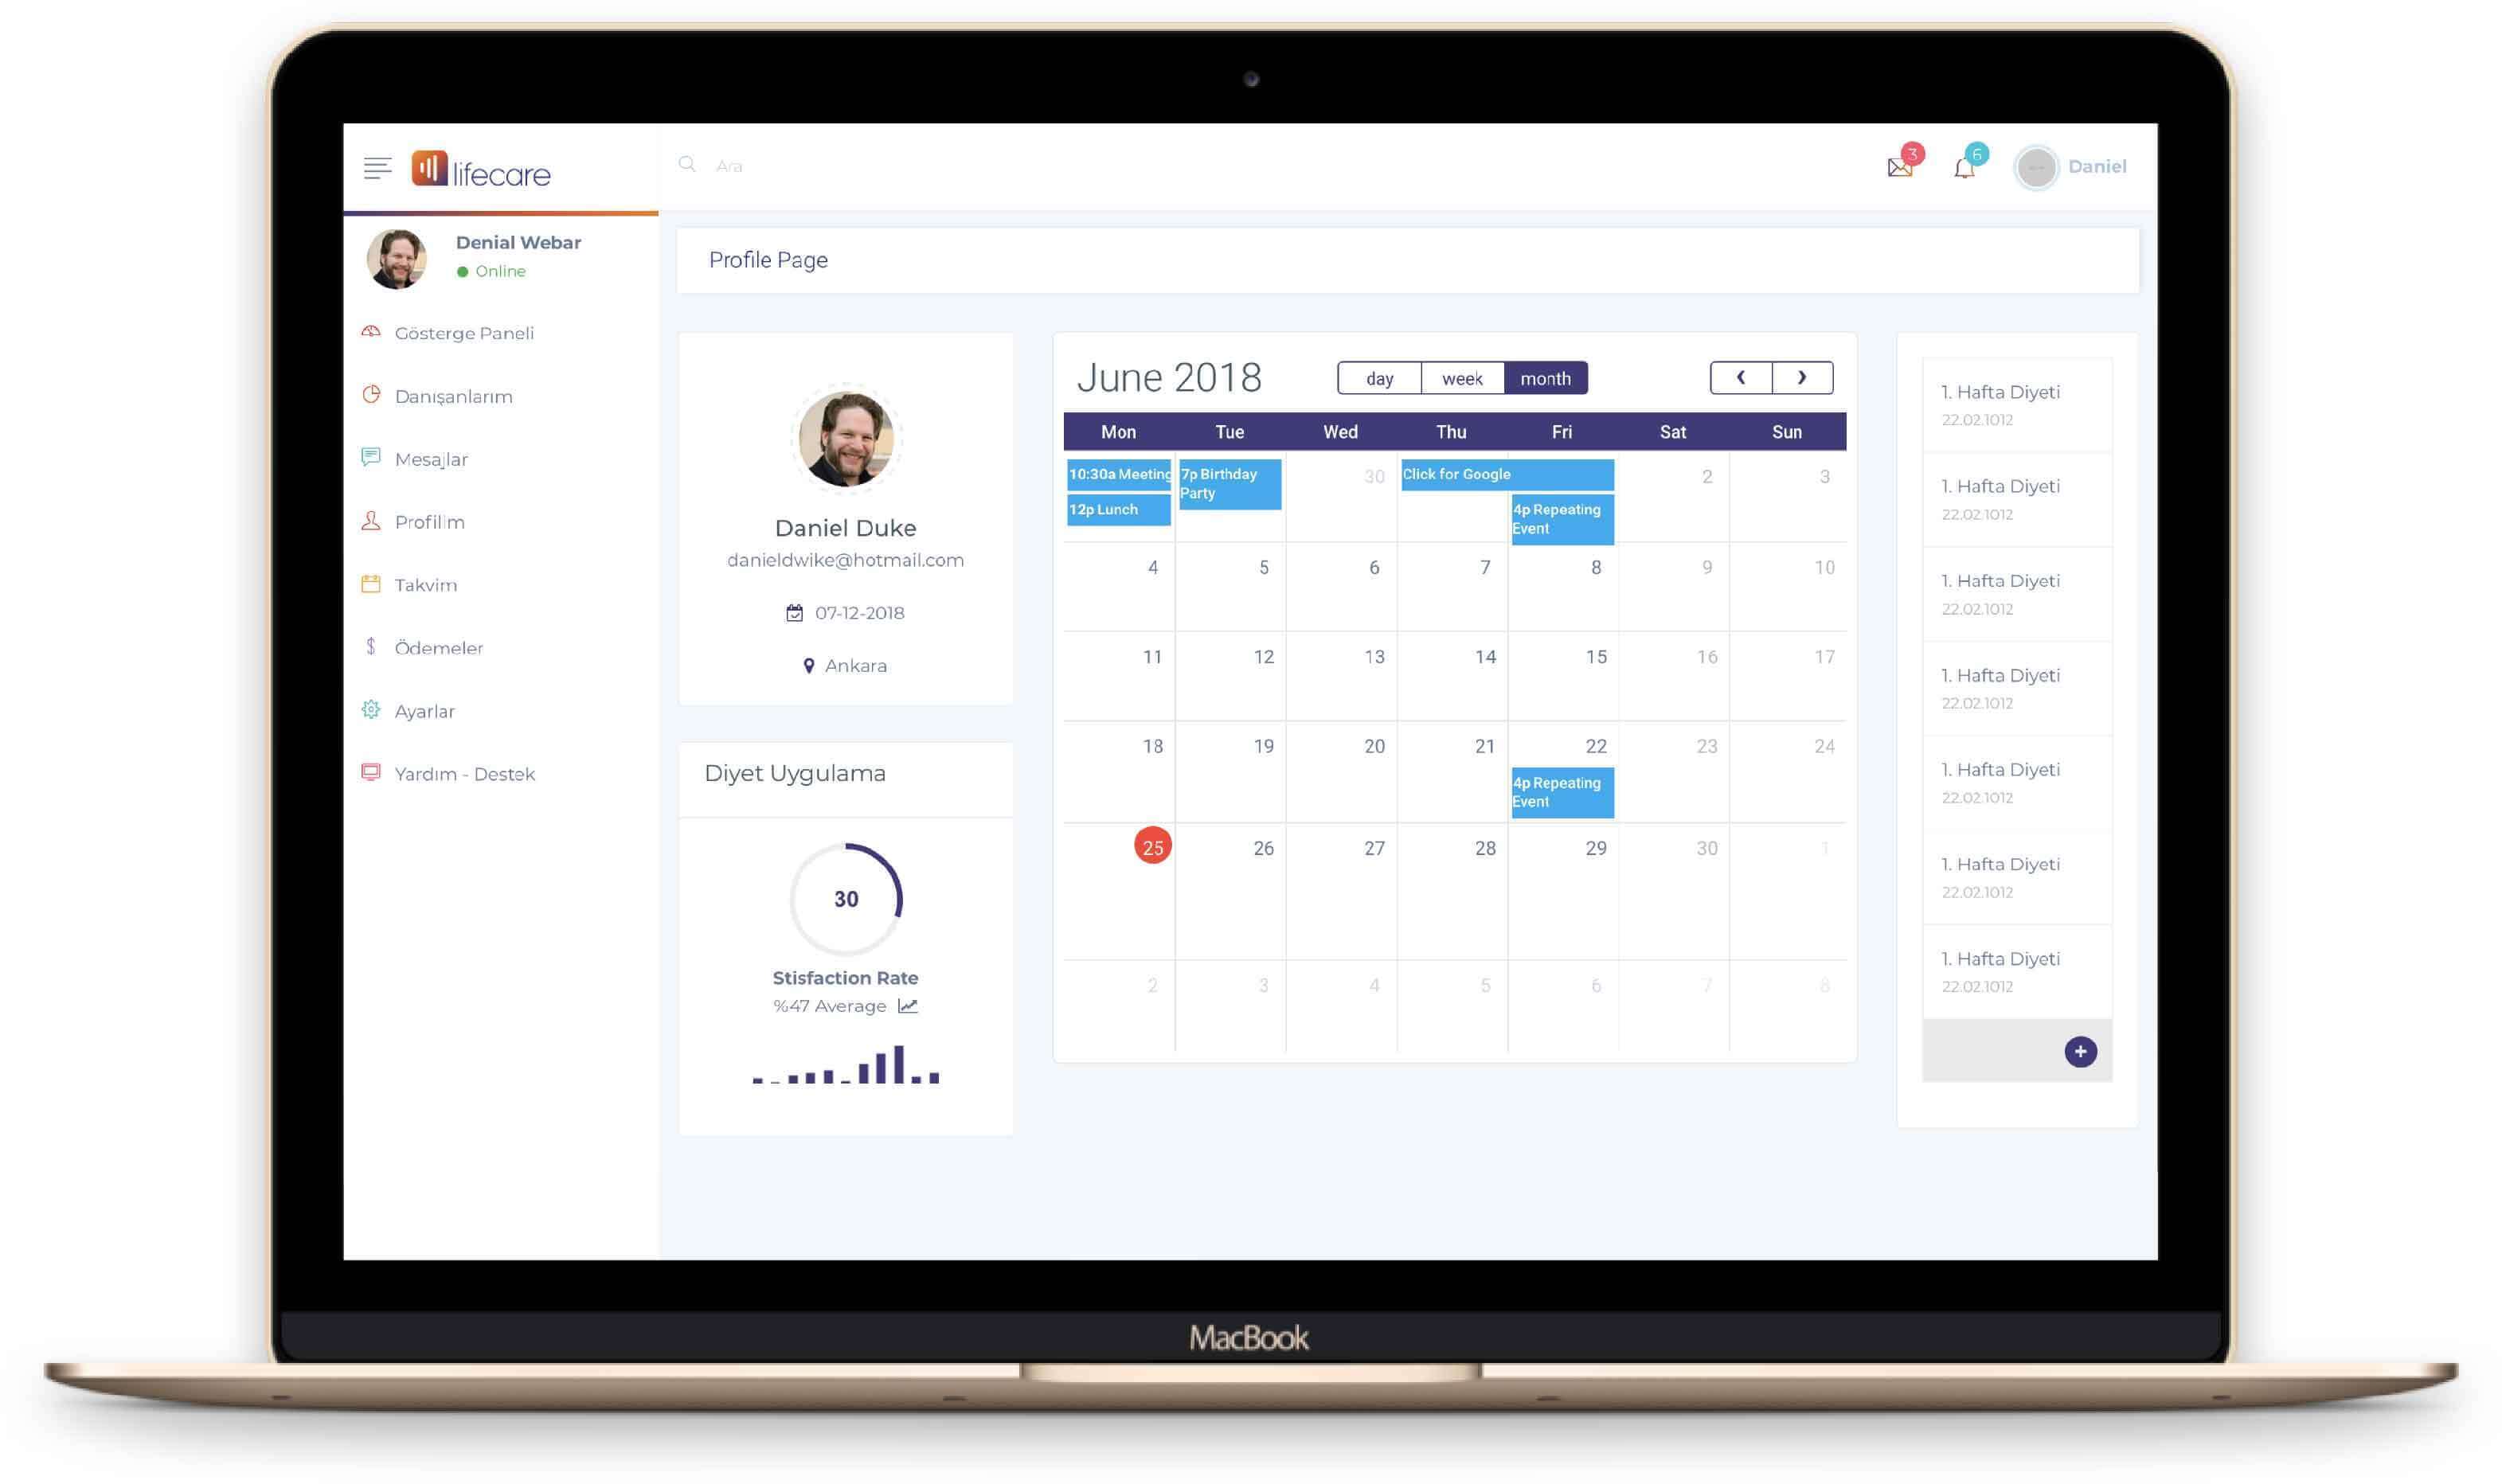 lifecare
Ara
3
6
Daniel
Denial Webar
Online
Gösterge Paneli
Danışanlarım
Mesajlar
Profilim
Takvim
Ödemeler
Ayarlar
Yardım - Destek
Profile Page
Daniel Duke
danieldwike@hotmail.com
07-12-2018
Ankara
Diyet Uygulama
30
Stisfaction Rate
%47 Average
June 2018
day week month
Mon Tue Wed Thu Fri Sat Sun
10:30a Meeting
12p Lunch
7p Birthday
Party
30
Click for Google
4p Repeating
Event
2 3
4 5 6 7 8 9 10
11 12 13 14 15 16 17
18 19 20 21 22 23 24
4p Repeating
Event
25 26 27 28 29 30 1
2 3 4 5 6 7 8
1. Hafta Diyeti
22.02.1012
1. Hafta Diyeti
22.02.1012
1. Hafta Diyeti
22.02.1012
1. Hafta Diyeti
22.02.1012
1. Hafta Diyeti
22.02.1012
1. Hafta Diyeti
22.02.1012
1. Hafta Diyeti
22.02.1012
MacBook